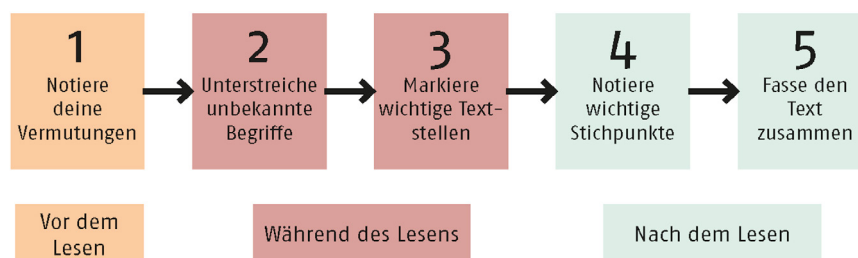 1
Notiere
deine
Vermutungen
2
Unterstreiche
unbekannte
Begriffe
3
Markiere
wichtige Text-
stellen
4
Notiere
wichtige
Stichpunkte
5
Fasse den
Text
zusammen
Vor dem
Lesen
Während des Lesens
Nach dem Lesen